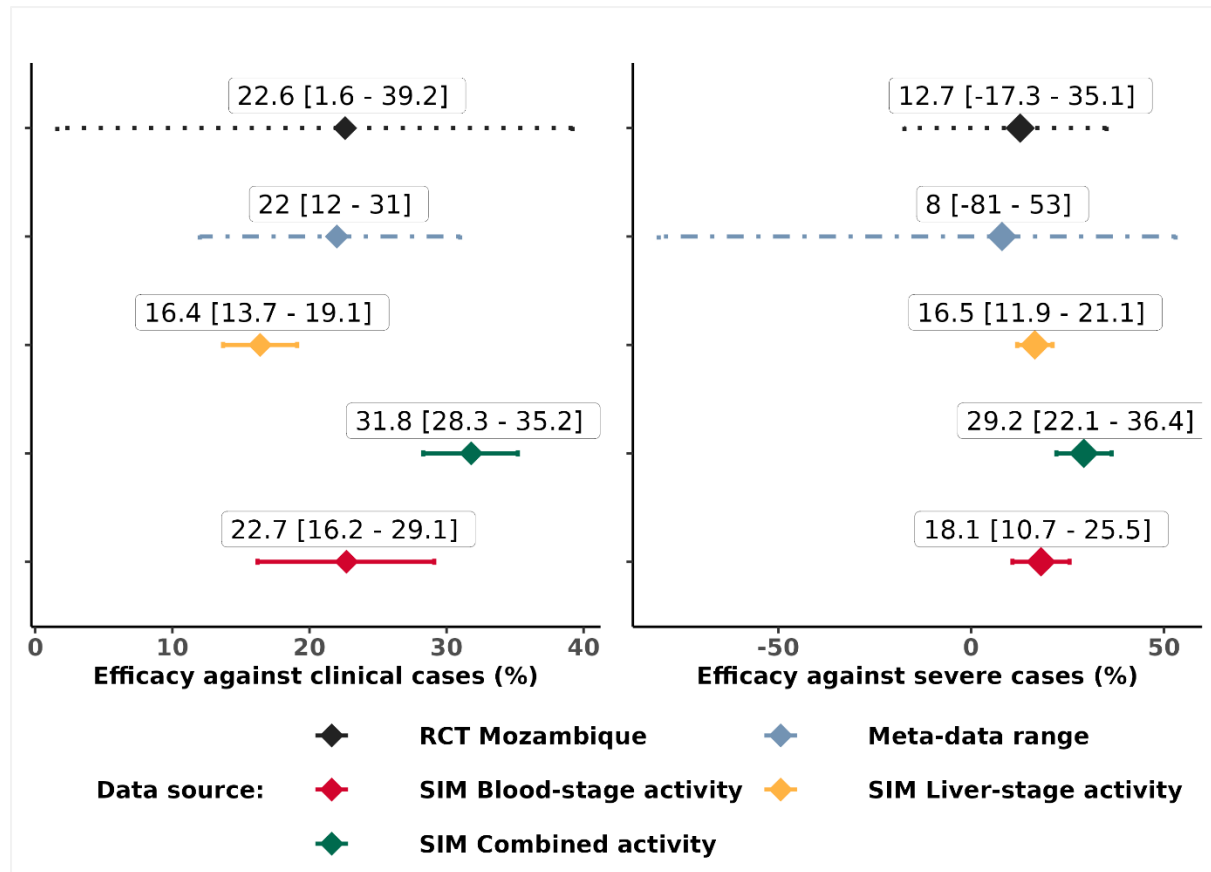 22.6 [1.6 - 39.2]
12.7 [-17.3 - 35.1]
22 [12 - 31]
8 [-81 - 53]
16.4 [13.7 - 19.1]
16.5 [11.9 - 21.1]
31.8 [28.3 - 35.2]
29.2 [22.1 - 36.4]
22.7 [16.2 - 29.1]
18.1 [10.7 - 25.5]
0 10 20 30 40
-50 0 50
Efficacy against clinical cases (%)
Efficacy against severe cases (%)
RCT Mozambique
Meta-data range
Data source:
SIM Blood-stage activity
SIM Liver-stage activity
SIM Combined activity